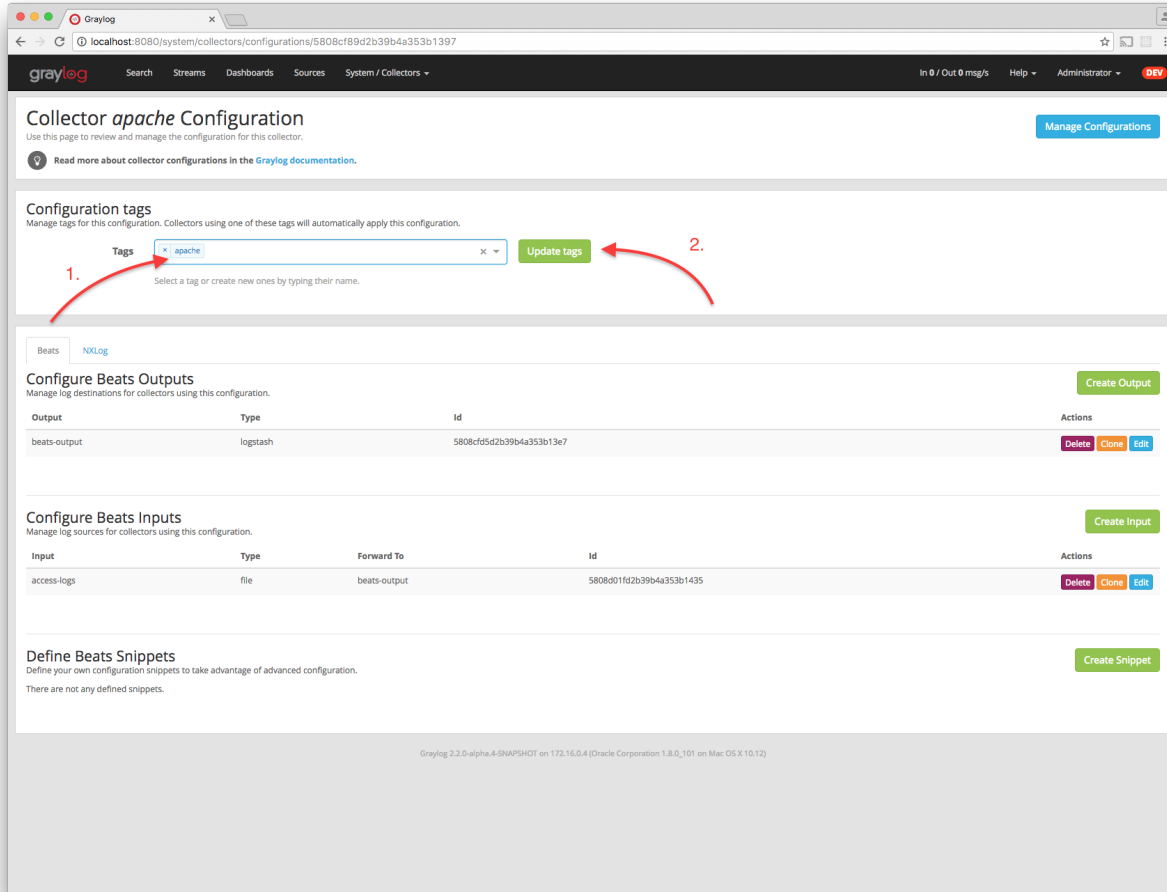 Graylog
localhost:8080/system/collectors/configurations/5808cf89d2b39b4a353b1397
graylog Search Streams Dashboards Sources System / Collectors In 0 / Out 0 msg/s Help Administrator DEV
Collector apache Configuration
Use this page to review and manage the configuration for this collector.
Manage Configurations
Read more about collector configurations in the Graylog documentation.
Configuration tags
Manage tags for this configuration. Collectors using one of these tags will automatically apply this configuration.
Tags × apache × Update tags
1.
2.
Select a tag or create new ones by typing their name.
Beats NXLog
Configure Beats Outputs
Manage log destinations for collectors using this configuration.
Create Output
Output Type Id Actions
beats-output logstash 5808cfd5d2b39b4a353b13e7 Delete Clone Edit
Configure Beats Inputs
Manage log sources for collectors using this configuration.
Create Input
Input Type Forward To Id Actions
access-logs file beats-output 5808d01fd2b39b4a353b1435 Delete Clone Edit
Define Beats Snippets
Define your own configuration snippets to take advantage of advanced configuration.
Create Snippet
There are not any defined snippets.
Graylog 2.2.0-alpha.4-SNAPSHOT on 172.16.0.4 (Oracle Corporation 1.8.0_101 on Mac OS X 10.12)